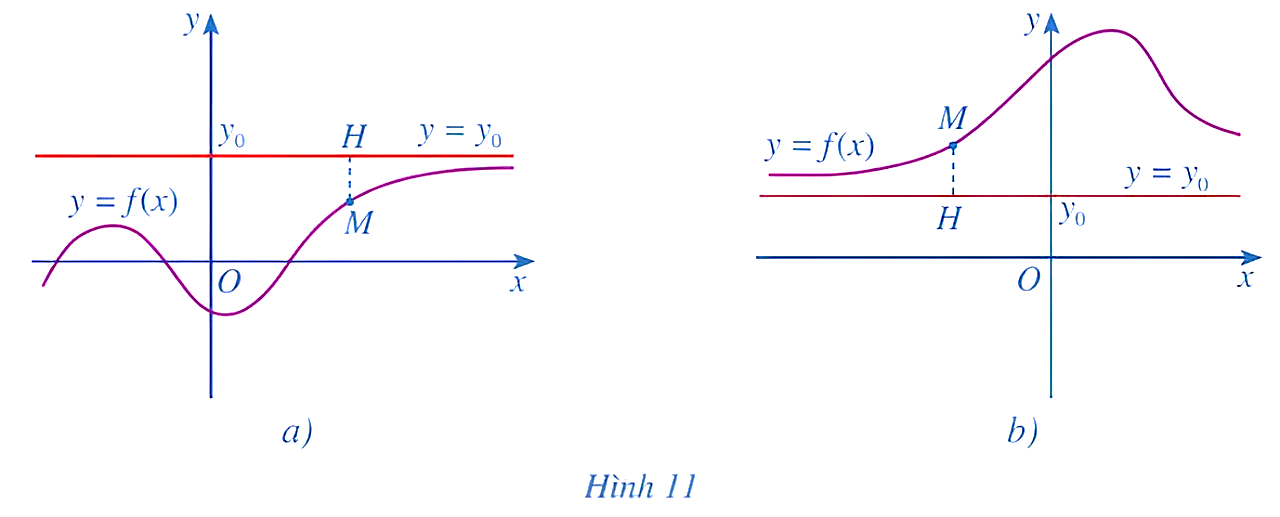 y
y₀
H
y = y₀
y = f(x)
M
O
x
a)
y
M
y = f(x)
y = y₀
H
y₀
O
x
b)
Hình 11